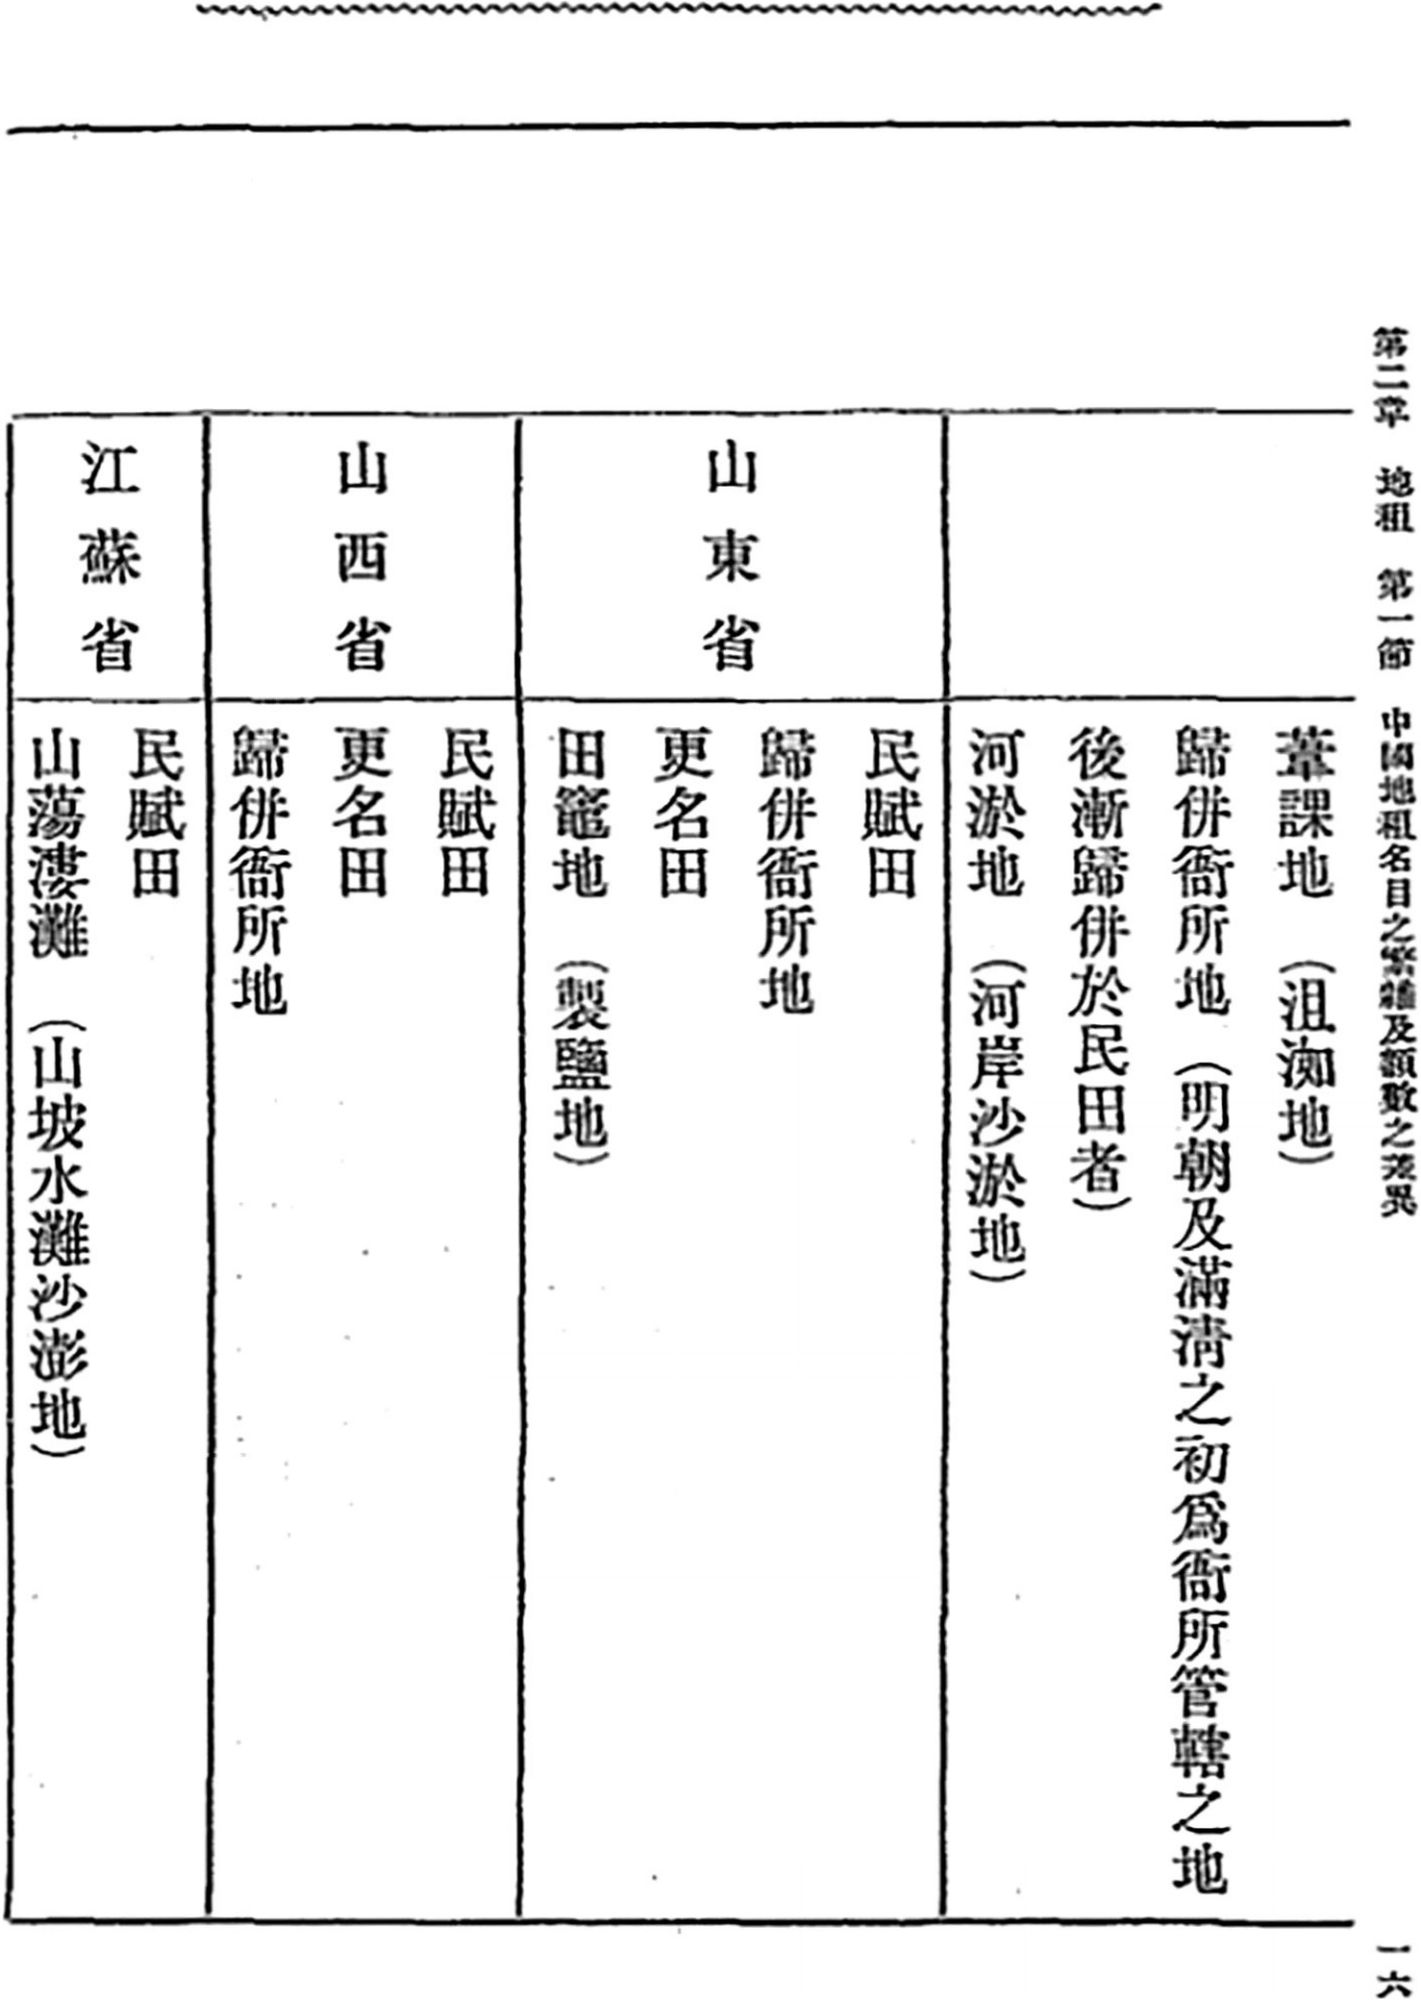 第二章 地租 第一節 中國地租名目之繁雜及額數之差異
一六
葦課地 (沮洳地)
歸併衙所地 (明朝及滿淸之初爲衙所管轄之地
後漸歸併於民田者)
河淤地 (河岸沙淤地)
山東省
民賦田
歸併衙所地
更名田
田竈地 (製鹽地)
山西省
民賦田
更名田
歸併衙所地
江蘇省
民賦田
山蕩漊灘 (山坡水灘沙澎地)